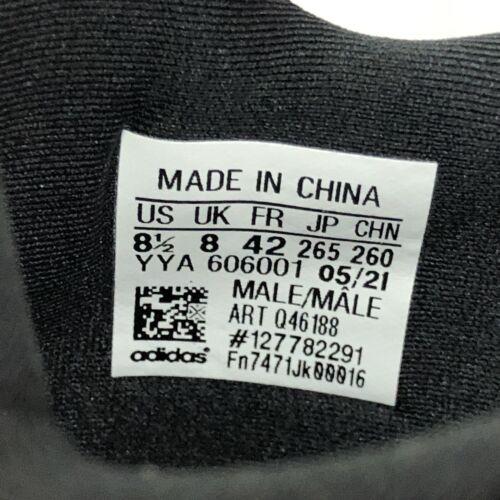 MADE IN CHINA
US UK FR JP CHN
8½ 8 42 265 260
YYA 606001 05/21
MALE/MÂLE
ART Q46188
#127782291
adidas Fn7471Jk00016